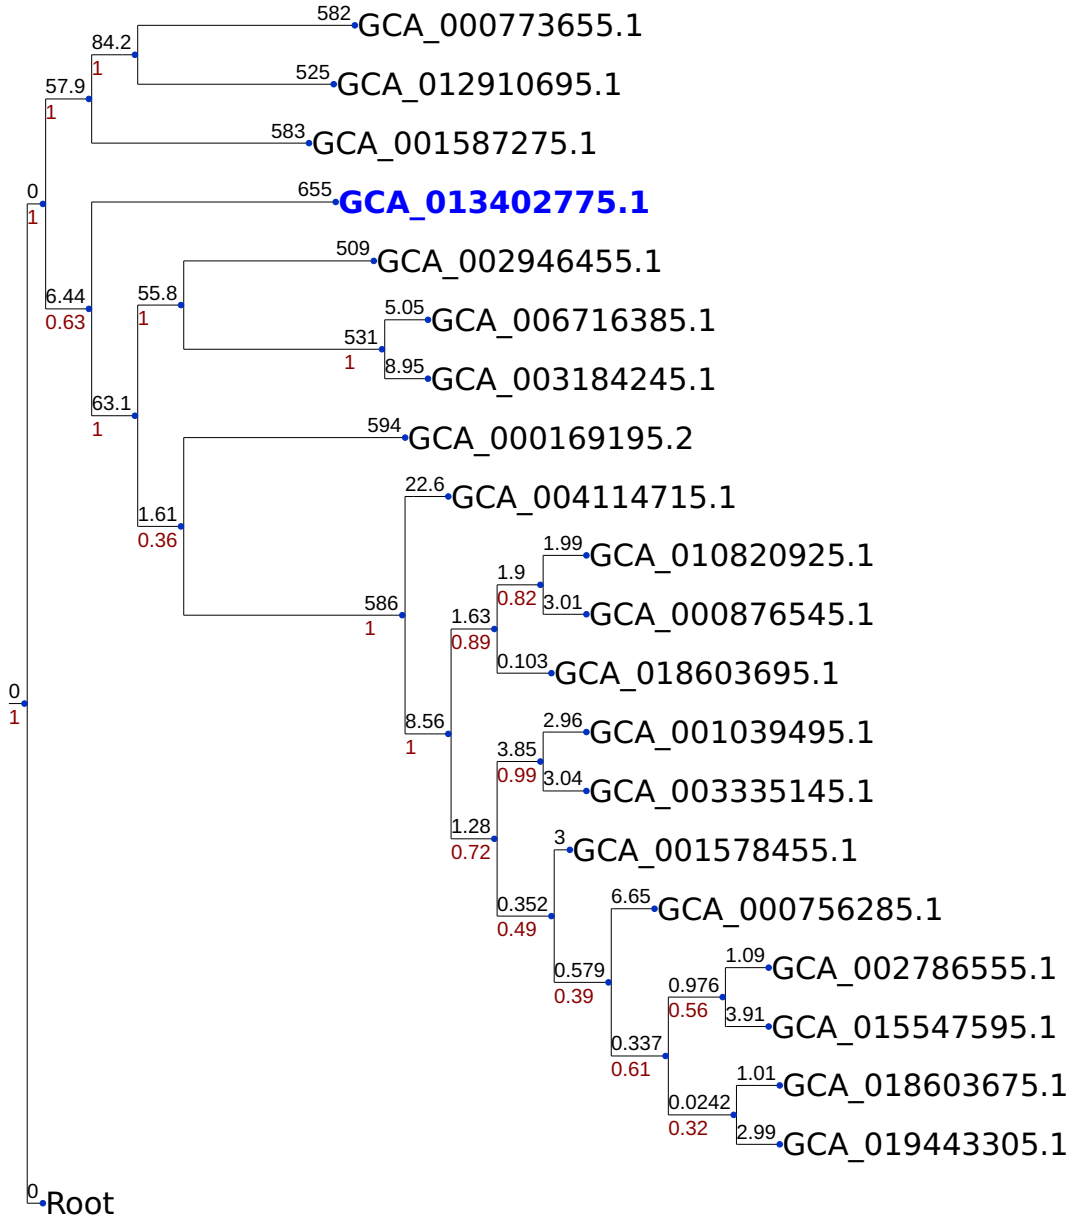 582 GCA_000773655.1
84.2
1
525 GCA_012910695.1
57.9
1
583 GCA_001587275.1
0
1
655 GCA_013402775.1
509 GCA_002946455.1
6.44
0.63
55.8
1
5.05 GCA_006716385.1
531
1
8.95 GCA_003184245.1
63.1
1
594 GCA_000169195.2
22.6 GCA_004114715.1
1.61
0.36
1.99 GCA_010820925.1
1.9
0.82
3.01 GCA_000876545.1
586
1
1.63
0.89
0.103 GCA_018603695.1
0
1
8.56
1
2.96 GCA_001039495.1
3.85
0.99
3.04 GCA_003335145.1
1.28
0.72
3 GCA_001578455.1
0.352
0.49
6.65 GCA_000756285.1
0.579
0.39
1.09 GCA_002786555.1
0.976
0.56
3.91 GCA_015547595.1
0.337
0.61
1.01 GCA_018603675.1
0.0242
0.32
2.99 GCA_019443305.1
0 Root